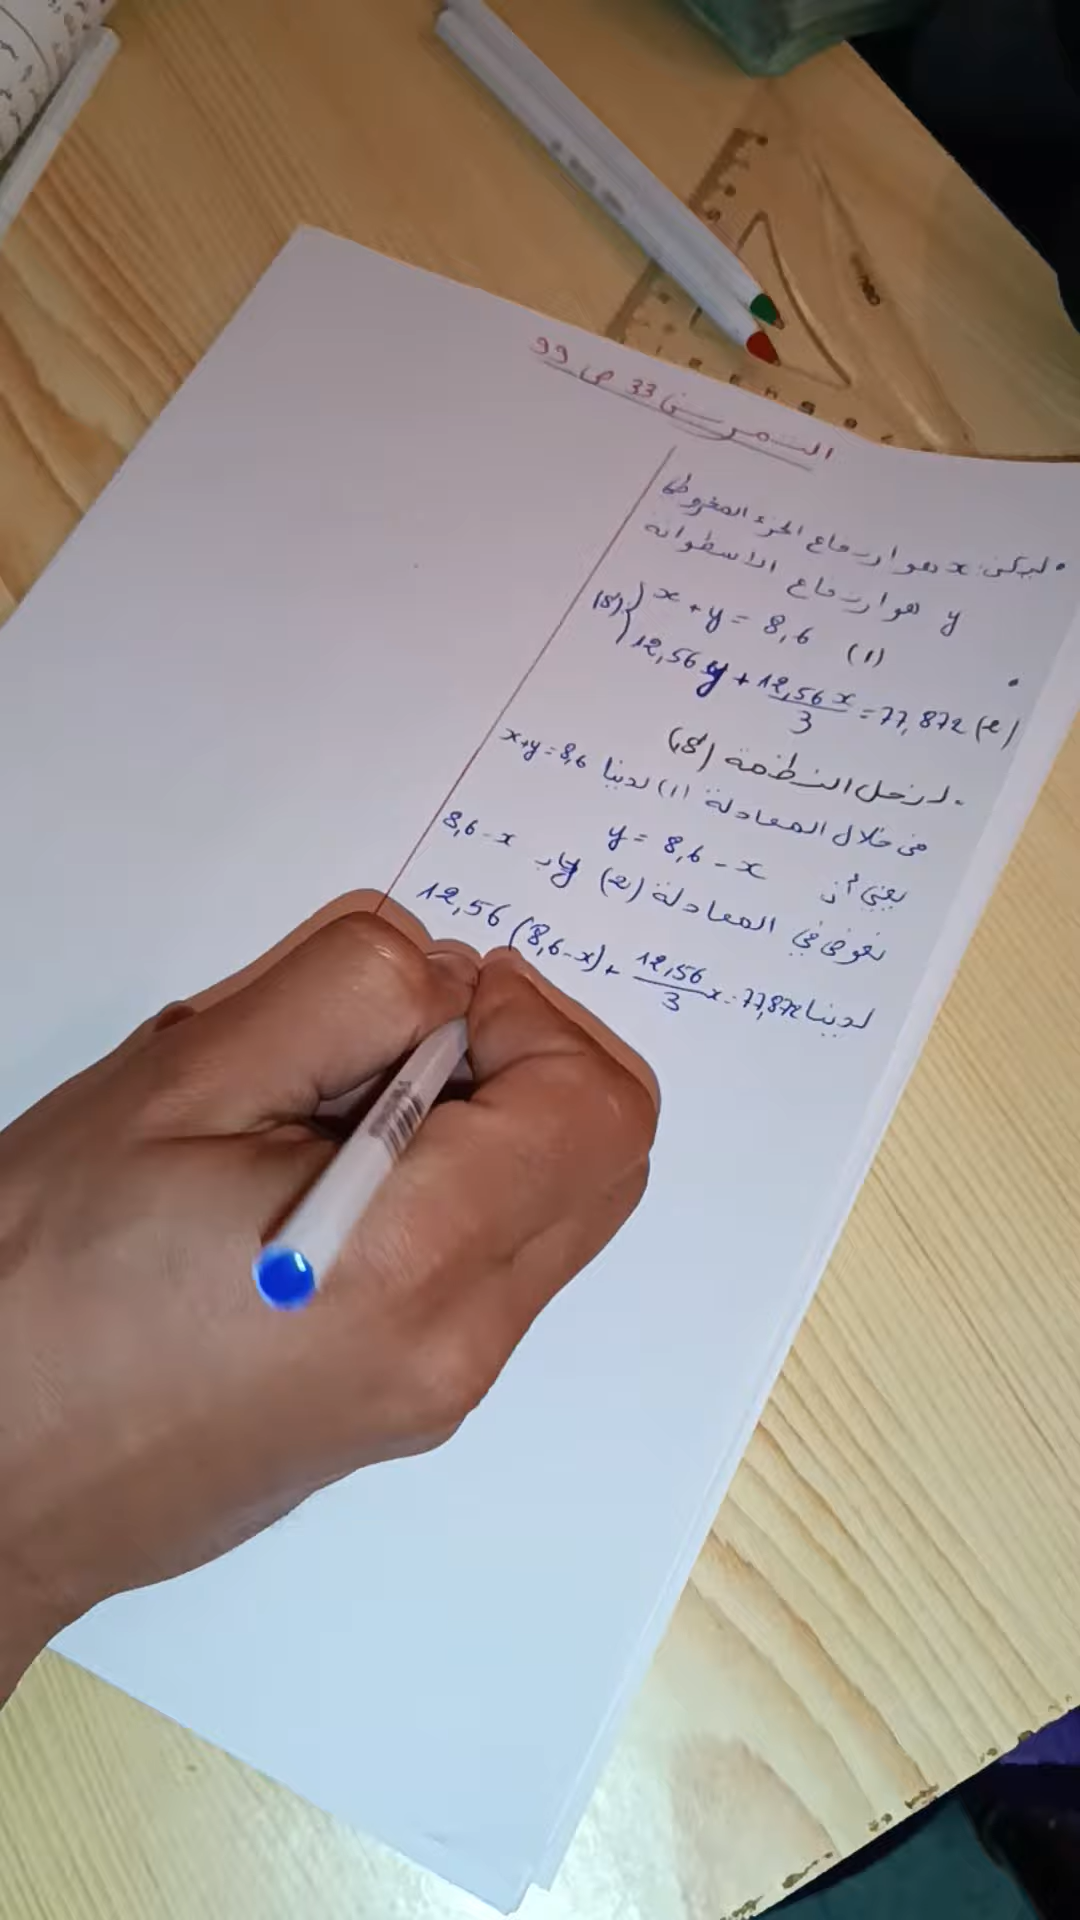 التمرين 33 ص 99
• ليكن x هو ارتفاع الجزء المخروطي
y هو ارتفاع الاسطوانة
(S) { x + y = 8,6 (1)
12,56 y + 12,56 x / 3 = 77,872 (2)
• لنحل النظمة (S)
من خلال المعادلة (1) لدينا x+y=8,6
يعني أن y = 8,6 - x
نعوض في المعادلة (2) y بـ 8,6-x
لدينا 12,56 (8,6-x) + 12,56/3 x = 77,872